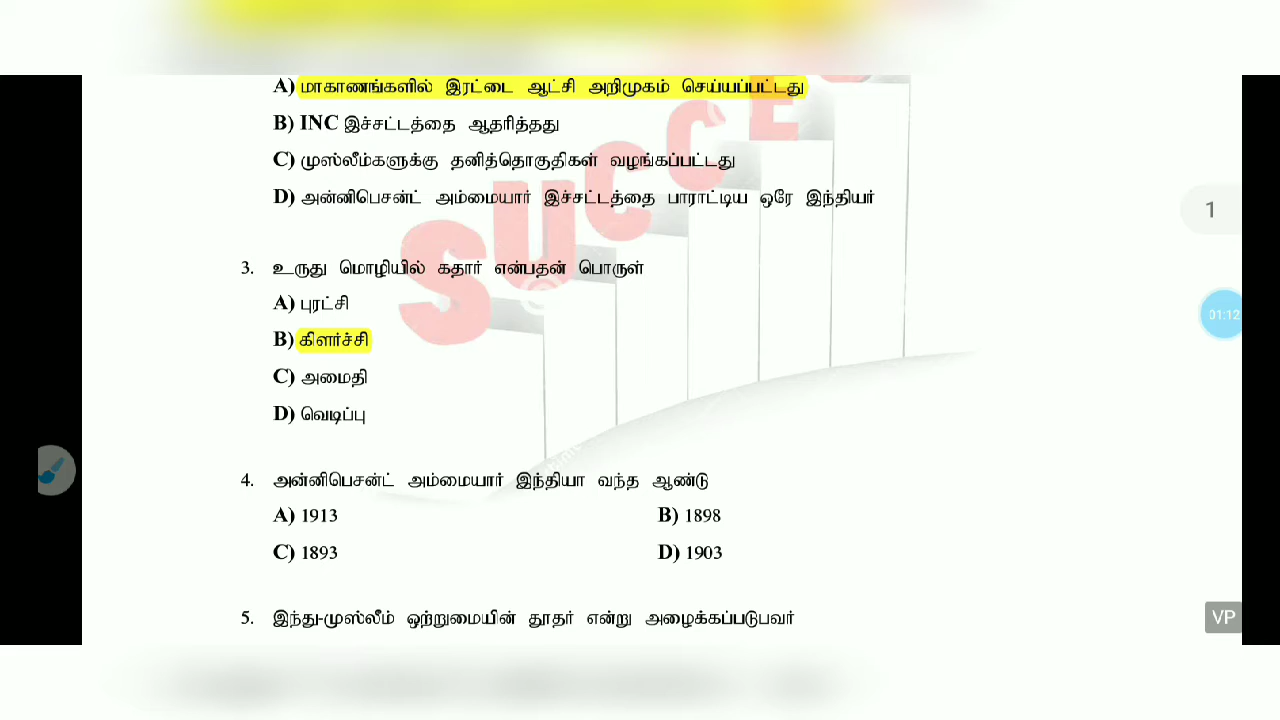 A) மாகாணங்களில் இரட்டை ஆட்சி அறிமுகம் செய்யப்பட்டது
B) INC இச்சட்டத்தை ஆதரித்தது
C) முஸ்லீம்களுக்கு தனித்தொகுதிகள் வழங்கப்பட்டது
D) அன்னிபெசன்ட் அம்மையார் இச்சட்டத்தை பாராட்டிய ஒரே இந்தியர்
1
3. உருது மொழியில் கதார் என்பதன் பொருள்
A) புரட்சி
01:12
B) கிளர்ச்சி
C) அமைதி
D) வெடிப்பு
4. அன்னிபெசன்ட் அம்மையார் இந்தியா வந்த ஆண்டு
A) 1913 B) 1898
C) 1893 D) 1903
5. இந்து-முஸ்லீம் ஒற்றுமையின் தூதர் என்று அழைக்கப்படுபவர்
VP